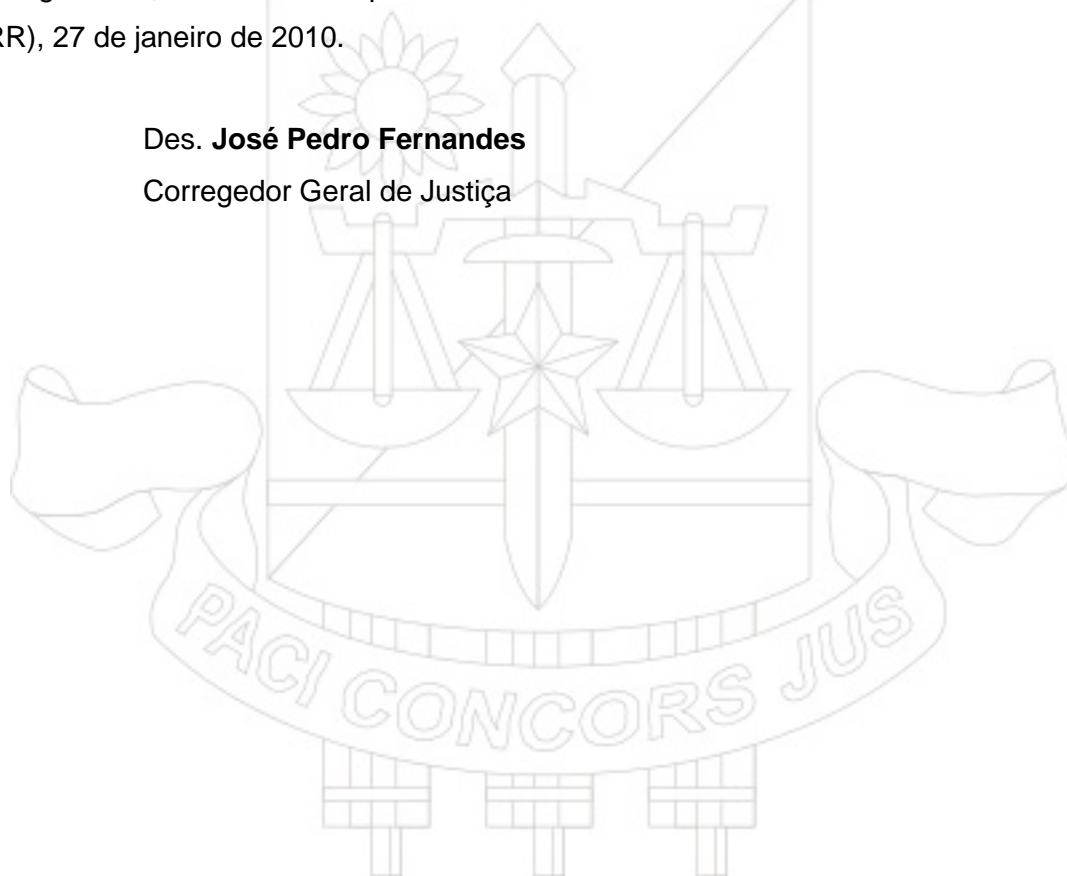 RR), 27 de janeiro de 2010.
Des. José Pedro Fernandes
Corregedor Geral de Justiça
PACI CONCORS JUS